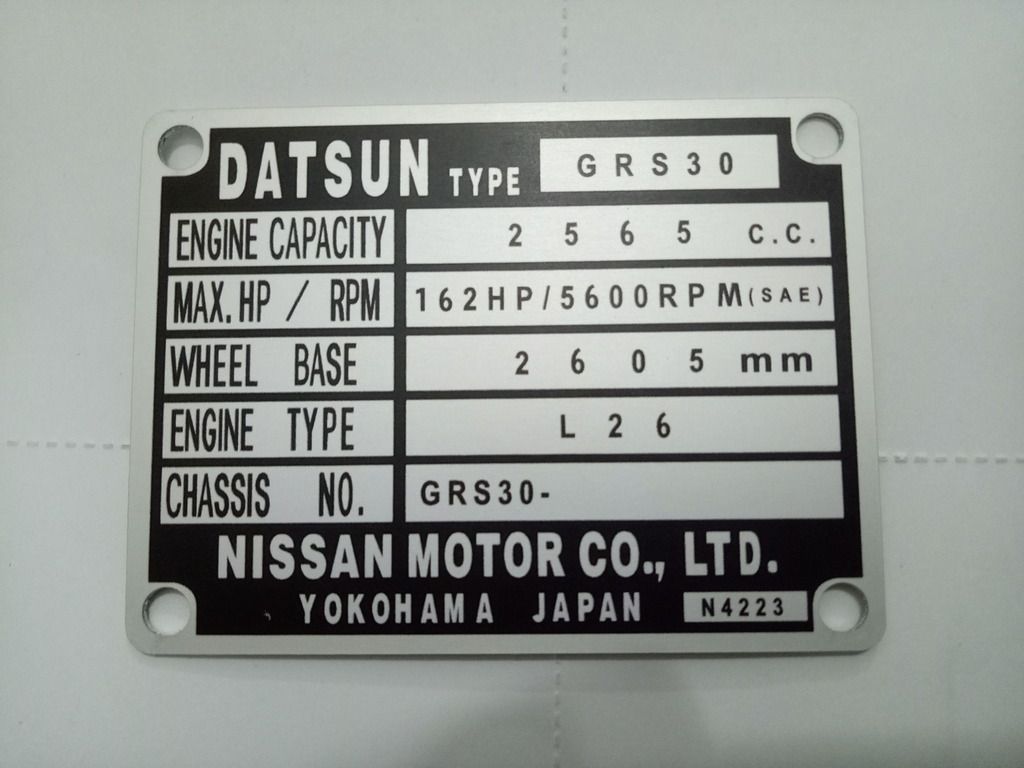 DATSUN TYPE GRS30
ENGINE CAPACITY 2565 C.C.
MAX.HP / RPM 162HP/5600RPM(SAE)
WHEEL BASE 2605 mm
ENGINE TYPE L26
CHASSIS NO. GRS30-
NISSAN MOTOR CO., LTD.
YOKOHAMA JAPAN N4223